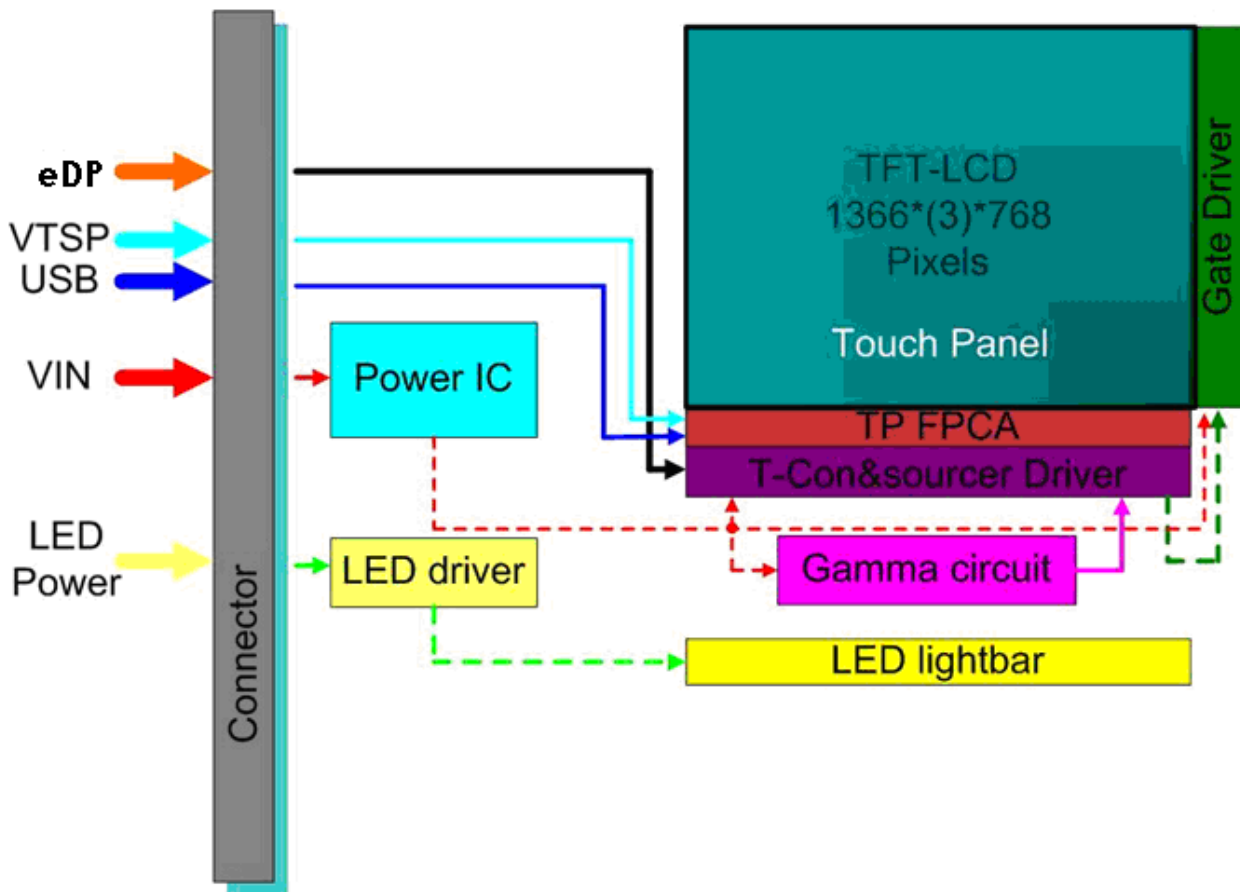 eDP
VTSP
USB
VIN
LED
Power
Connector
Power IC
LED driver
TFT-LCD
1366*(3)*768
Pixels
Touch Panel
Gate Driver
TP FPCA
T-Con&sourcer Driver
Gamma circuit
LED lightbar